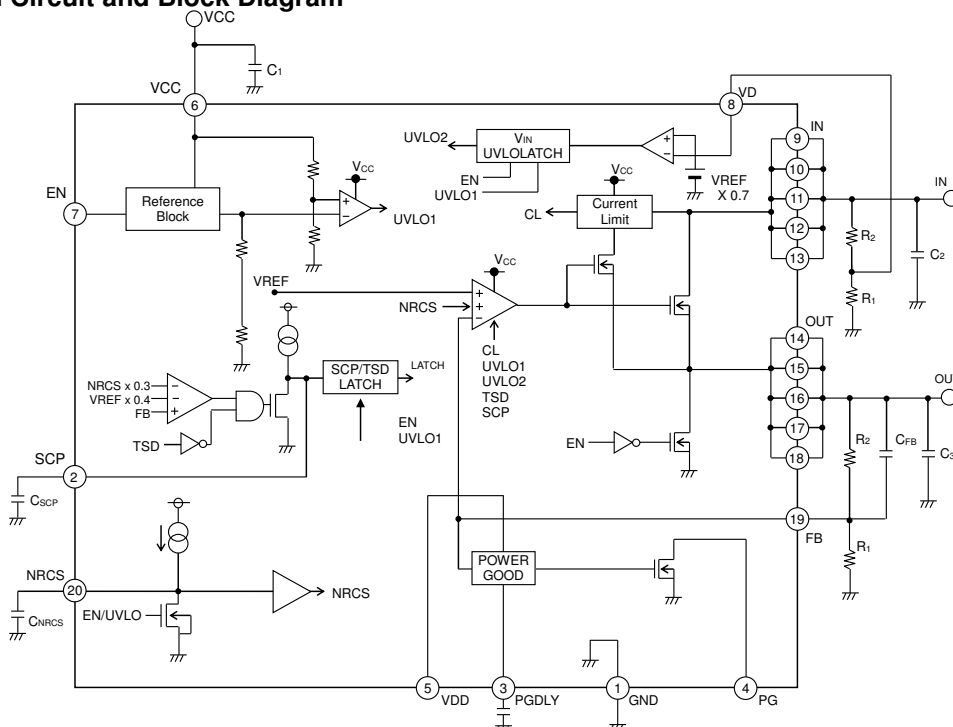 Circuit and Block Diagram
VCC
C1
VCC
6
8
VD
UVLO2
VIN
UVLOLATCH
+
−
EN
UVLO1
VREF
X 0.7
9
IN
10
11
12
13
IN
R2
C2
R1
EN
7
Reference
Block
VCC
+
−
UVLO1
VCC
CL
Current
Limit
VREF
NRCS
VCC
+
+
−
CL
UVLO1
UVLO2
TSD
SCP
OUT
14
15
16
17
18
R2
CFB
C3
SCP/TSD
LATCH
LATCH
EN
UVLO1
NRCS x 0.3
VREF x 0.4
FB
−
−
+
TSD
EN
SCP
2
CSCP
19
FB
R1
NRCS
20
CNRCS
EN/UVLO
NRCS
POWER
GOOD
5
VDD
3
PGDLY
1
GND
4
PG